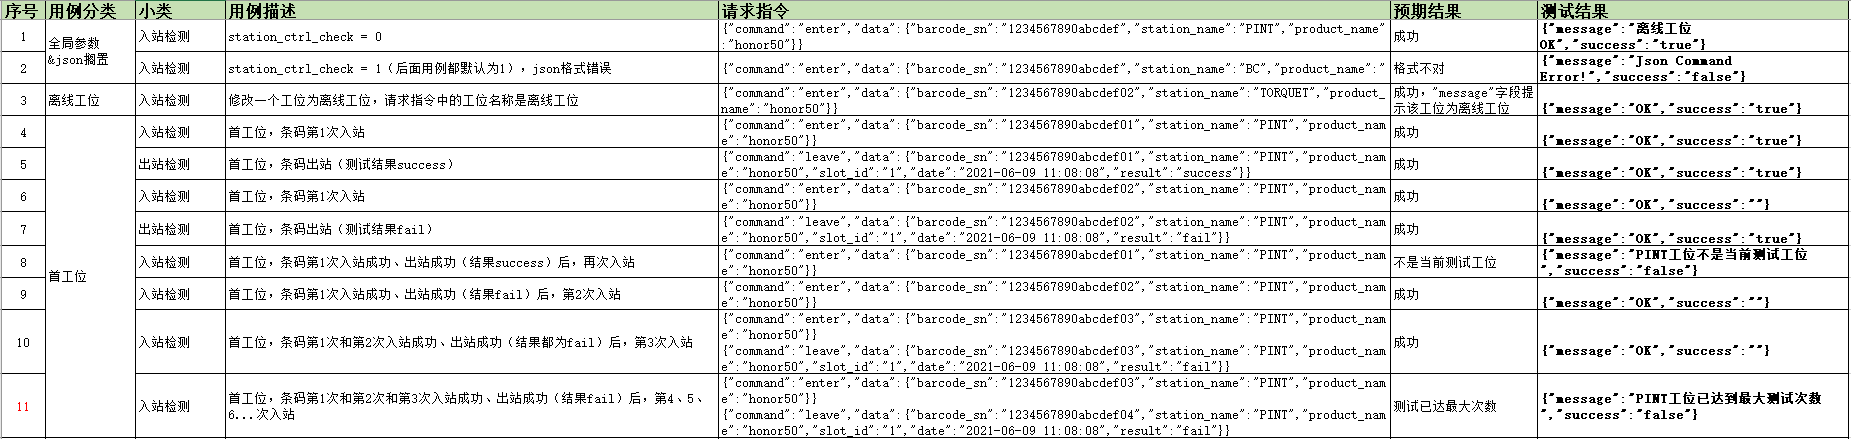 序号 用例分类 小类 用例描述 请求指令 预期结果 测试结果
全局参数
&json搁置
1 入站检测 station_ctrl_check = 0
{"command":"enter","data":{"barcode_sn":"1234567890abcdef","station_name":"PINT","product_name"
:"honor50"}}
成功
{"message":"离线工位
OK","success":"true"}
2 入站检测 station_ctrl_check = 1（后面用例都默认为1），json格式错误
{"command":"enter","data":{"barcode_sn":"1234567890abcdef","station_name":"BC","product_name":"
格式不对
{"message":"Json Command
Error!","success":"false"}
3 离线工位 入站检测 修改一个工位为离线工位，请求指令中的工位名称是离线工位
{"command":"enter","data":{"barcode_sn":"1234567890abcdef02","station_name":"TORQUET","product_
name":"honor50"}}
成功，"message"字段提
示该工位为离线工位
{"message":"OK","success":"true"}
首工位
4 入站检测 首工位，条码第1次入站
{"command":"enter","data":{"barcode_sn":"1234567890abcdef01","station_name":"PINT","product_nam
e":"honor50"}}
成功
{"message":"OK","success":"true"}
5 出站检测 首工位，条码出站（测试结果success）
{"command":"leave","data":{"barcode_sn":"1234567890abcdef01","station_name":"PINT","product_nam
e":"honor50","slot_id":"1","date":"2021-06-09 11:08:08","result":"success"}}
成功
{"message":"OK","success":"true"}
6 入站检测 首工位，条码第1次入站
{"command":"enter","data":{"barcode_sn":"1234567890abcdef02","station_name":"PINT","product_nam
e":"honor50"}}
成功
{"message":"OK","success":""}
7 出站检测 首工位，条码出站（测试结果fail）
{"command":"leave","data":{"barcode_sn":"1234567890abcdef02","station_name":"PINT","product_nam
e":"honor50","slot_id":"1","date":"2021-06-09 11:08:08","result":"fail"}}
成功
{"message":"OK","success":"true"}
8 入站检测 首工位，条码第1次入站成功、出站成功（结果success）后，再次入站
{"command":"enter","data":{"barcode_sn":"1234567890abcdef01","station_name":"PINT","product_nam
e":"honor50"}}
不是当前测试工位
{"message":"PINT工位不是当前测试工位
","success":"false"}
9 入站检测 首工位，条码第1次入站成功、出站成功（结果fail）后，第2次入站
{"command":"enter","data":{"barcode_sn":"1234567890abcdef02","station_name":"PINT","product_nam
e":"honor50"}}
成功
{"message":"OK","success":""}
10 入站检测 首工位，条码第1次和第2次入站成功、出站成功（结果都为fail）后，第3次入站
{"command":"enter","data":{"barcode_sn":"1234567890abcdef03","station_name":"PINT","product_nam
e":"honor50"}}
{"command":"leave","data":{"barcode_sn":"1234567890abcdef03","station_name":"PINT","product_nam
e":"honor50","slot_id":"1","date":"2021-06-09 11:08:08","result":"fail"}}
成功
{"message":"OK","success":""}
11 入站检测 首工位，条码第1次和第2次和第3次入站成功、出站成功（结果fail）后，第4、5、
6...次入站
{"command":"enter","data":{"barcode_sn":"1234567890abcdef03","station_name":"PINT","product_nam
e":"honor50"}}
{"command":"leave","data":{"barcode_sn":"1234567890abcdef04","station_name":"PINT","product_nam
e":"honor50","slot_id":"1","date":"2021-06-09 11:08:08","result":"fail"}}
测试已达最大次数
{"message":"PINT工位已达到最大测试次数
","success":"false"}